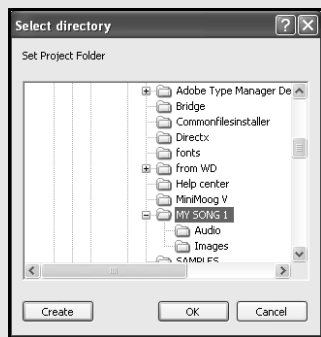 Select directory
Set Project Folder
Adobe Type Manager De
Bridge
Commonfilesinstaller
Directx
fonts
from WD
Help center
MiniMoog V
MY SONG 1
Audio
Images
SAMPLES
Create
OK
Cancel